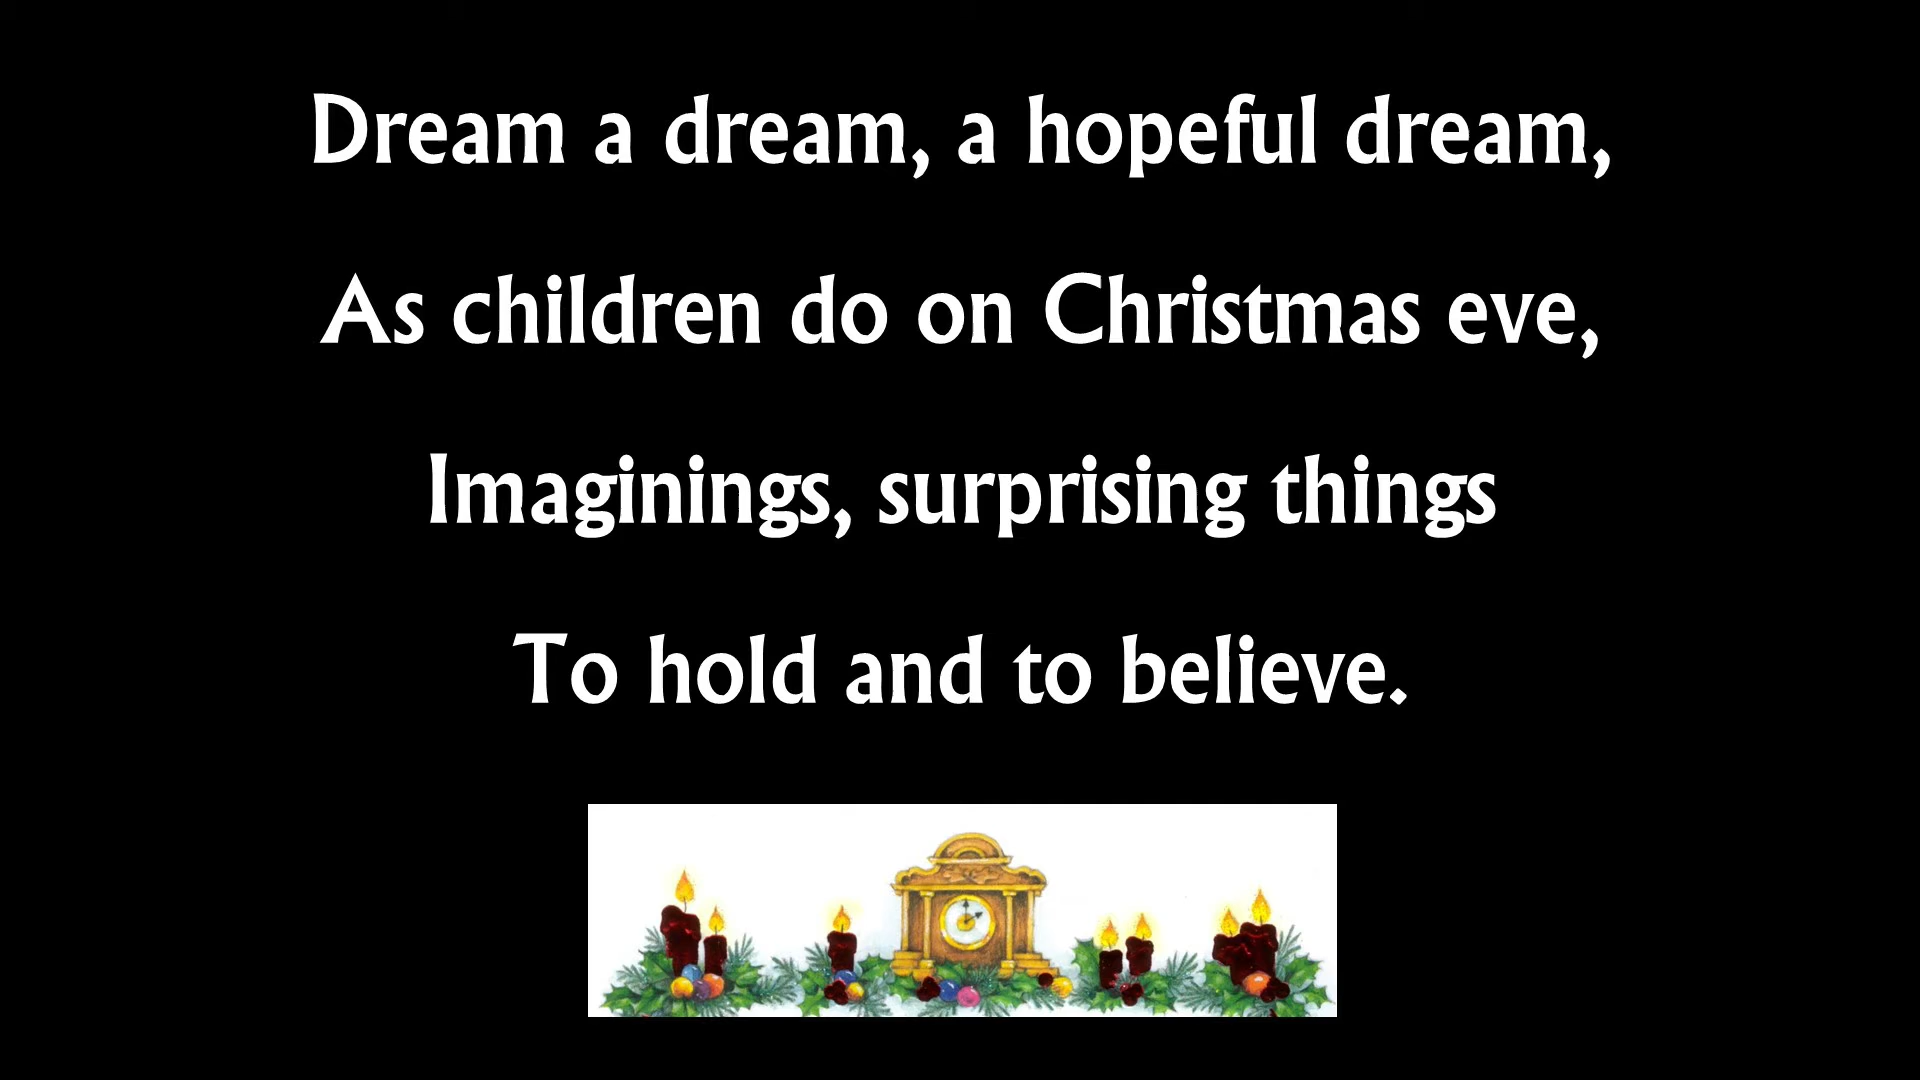 Dream a dream, a hopeful dream,
As children do on Christmas eve,
Imaginings, surprising things
To hold and to believe.